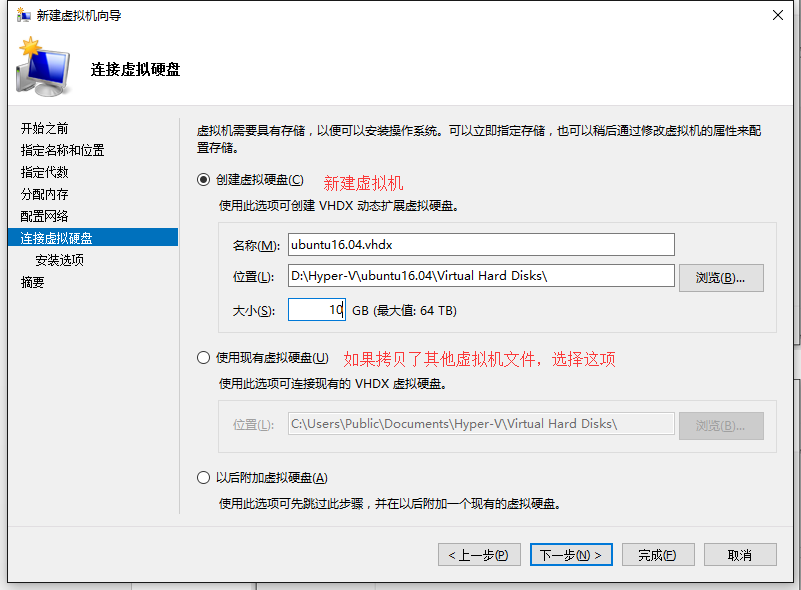 新建虚拟机向导
连接虚拟硬盘
开始之前
指定名称和位置
指定代数
分配内存
配置网络
连接虚拟硬盘
安装选项
摘要
虚拟机需要具有存储，以便可以安装操作系统。可以立即指定存储，也可以稍后通过修改虚拟机的属性来配
置存储。
创建虚拟硬盘(C) 新建虚拟机
使用此选项可创建 VHDX 动态扩展虚拟硬盘。
名称(M): ubuntu16.04.vhdx
位置(L): D:\Hyper-V\ubuntu16.04\Virtual Hard Disks\ 浏览(B)...
大小(S): 10 GB (最大值: 64 TB)
使用现有虚拟硬盘(U) 如果拷贝了其他虚拟机文件，选择这项
使用此选项可连接现有的 VHDX 虚拟硬盘。
位置(L): C:\Users\Public\Documents\Hyper-V\Virtual Hard Disks\ 浏览(B)...
以后附加虚拟硬盘(A)
使用此选项可先跳过此步骤，并在以后附加一个现有的虚拟硬盘。
< 上一步(P) 下一步(N) > 完成(F) 取消